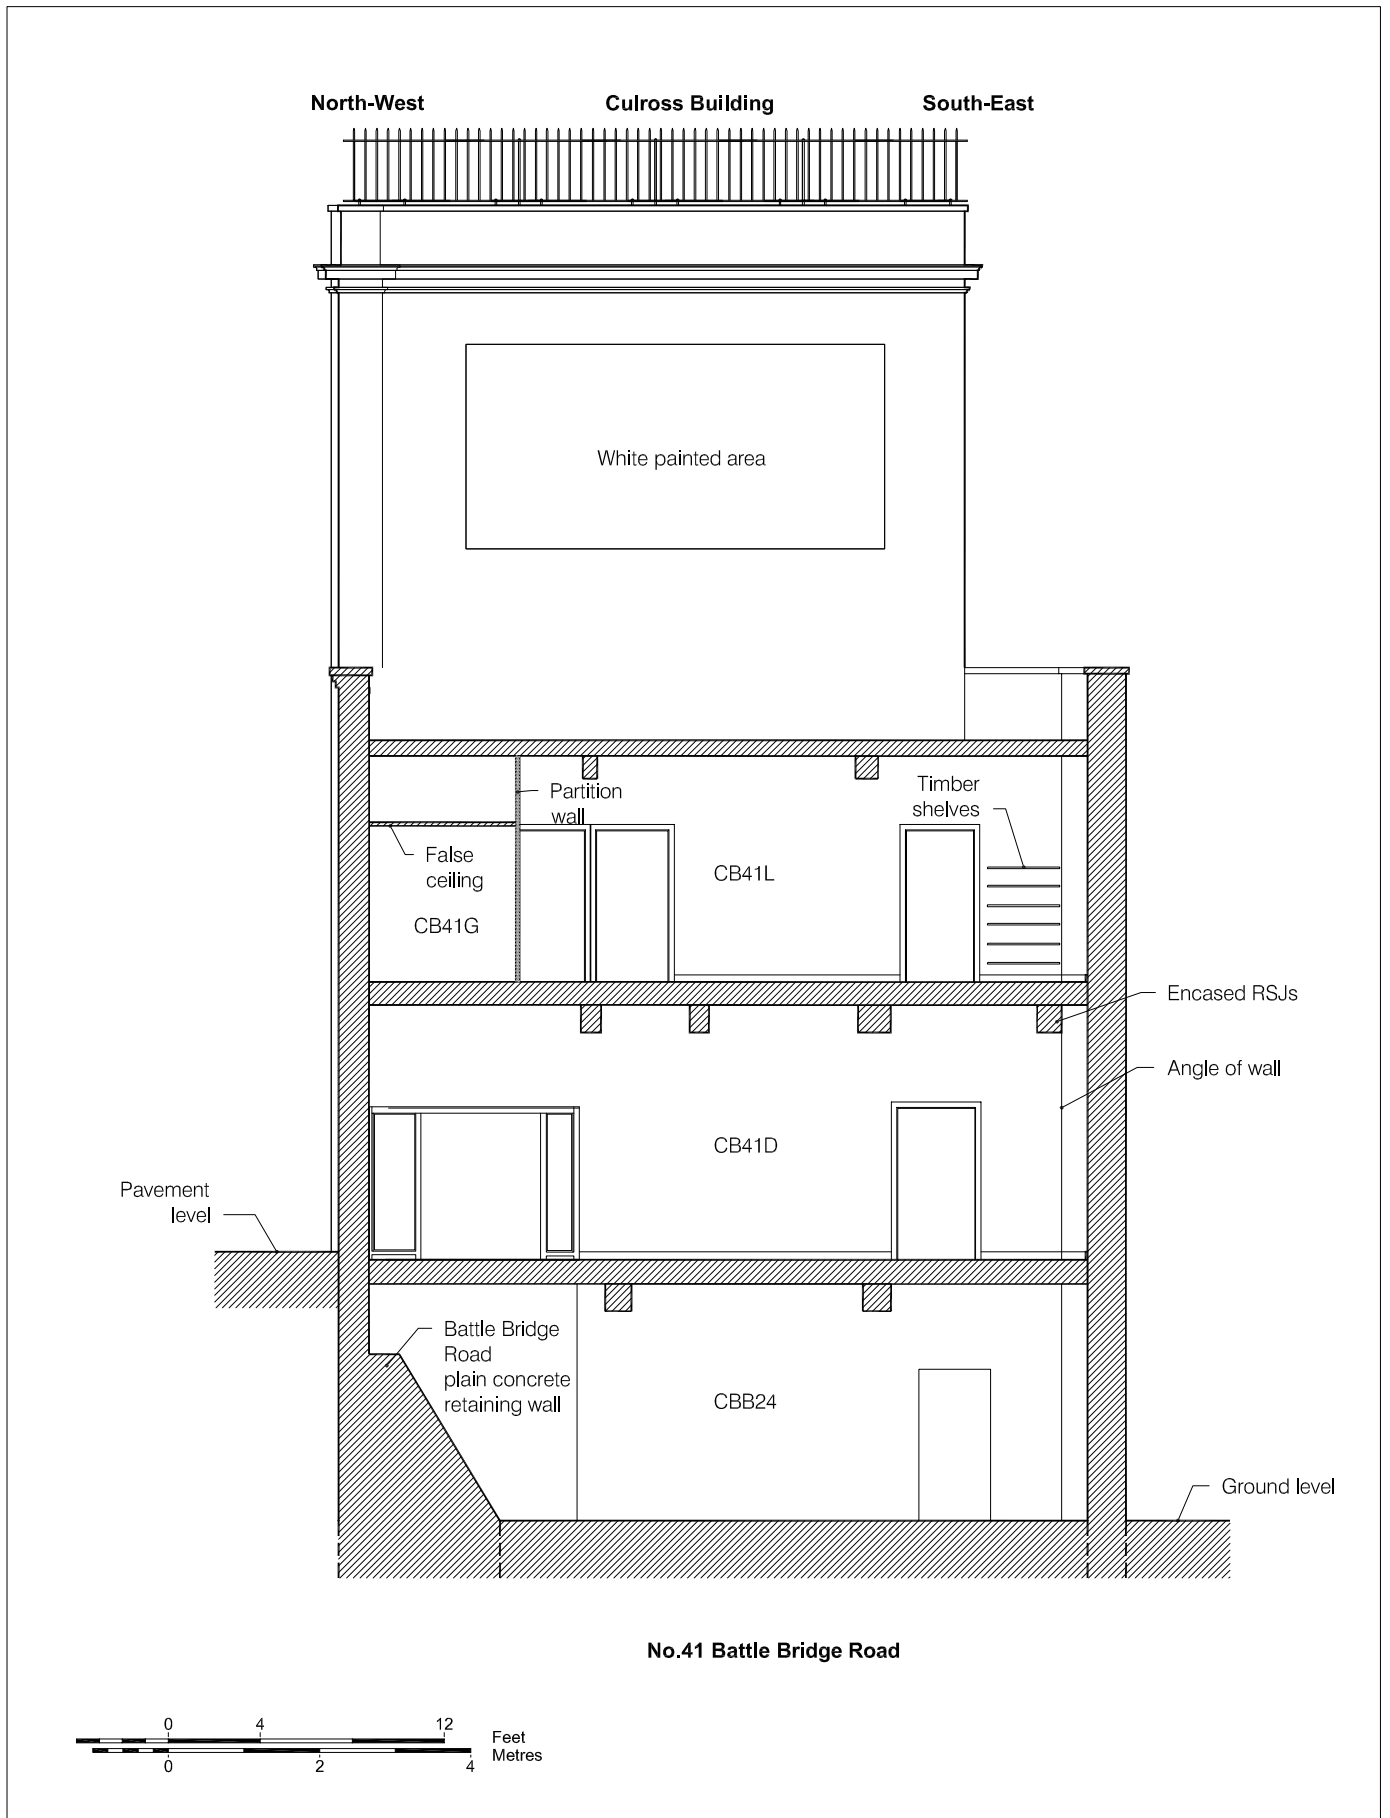 North-West Culross Building South-East
White painted area
Partition
wall
Timber
shelves
False
ceiling
CB41L
CB41G
Encased RSJs
Angle of wall
CB41D
Pavement
level
Battle Bridge
Road
plain concrete
retaining wall
CBB24
Ground level
No.41 Battle Bridge Road
0 4 12
Feet
Metres
0 2 4